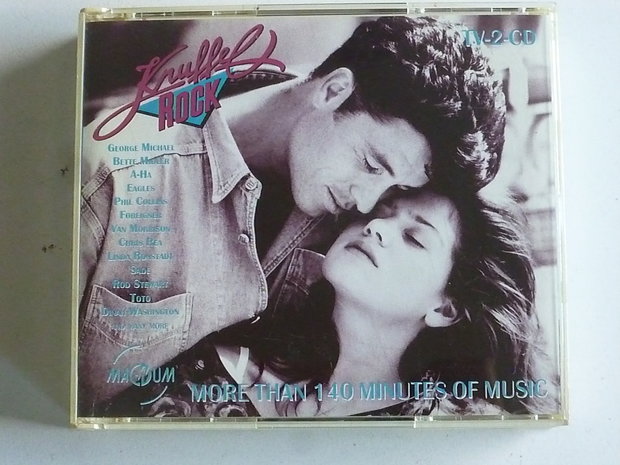 TV-2-CD
Knuffel
ROCK
GEORGE MICHAEL
BETTE MIDLER
A-HA
EAGLES
PHIL COLLINS
FOREIGNER
VAN MORRISON
CHRIS REA
LINDA RONSTADT
SADE
ROD STEWART
TOTO
DINAH WASHINGTON
AND MANY MORE
MAGNUM
MORE THAN 140 MINUTES OF MUSIC